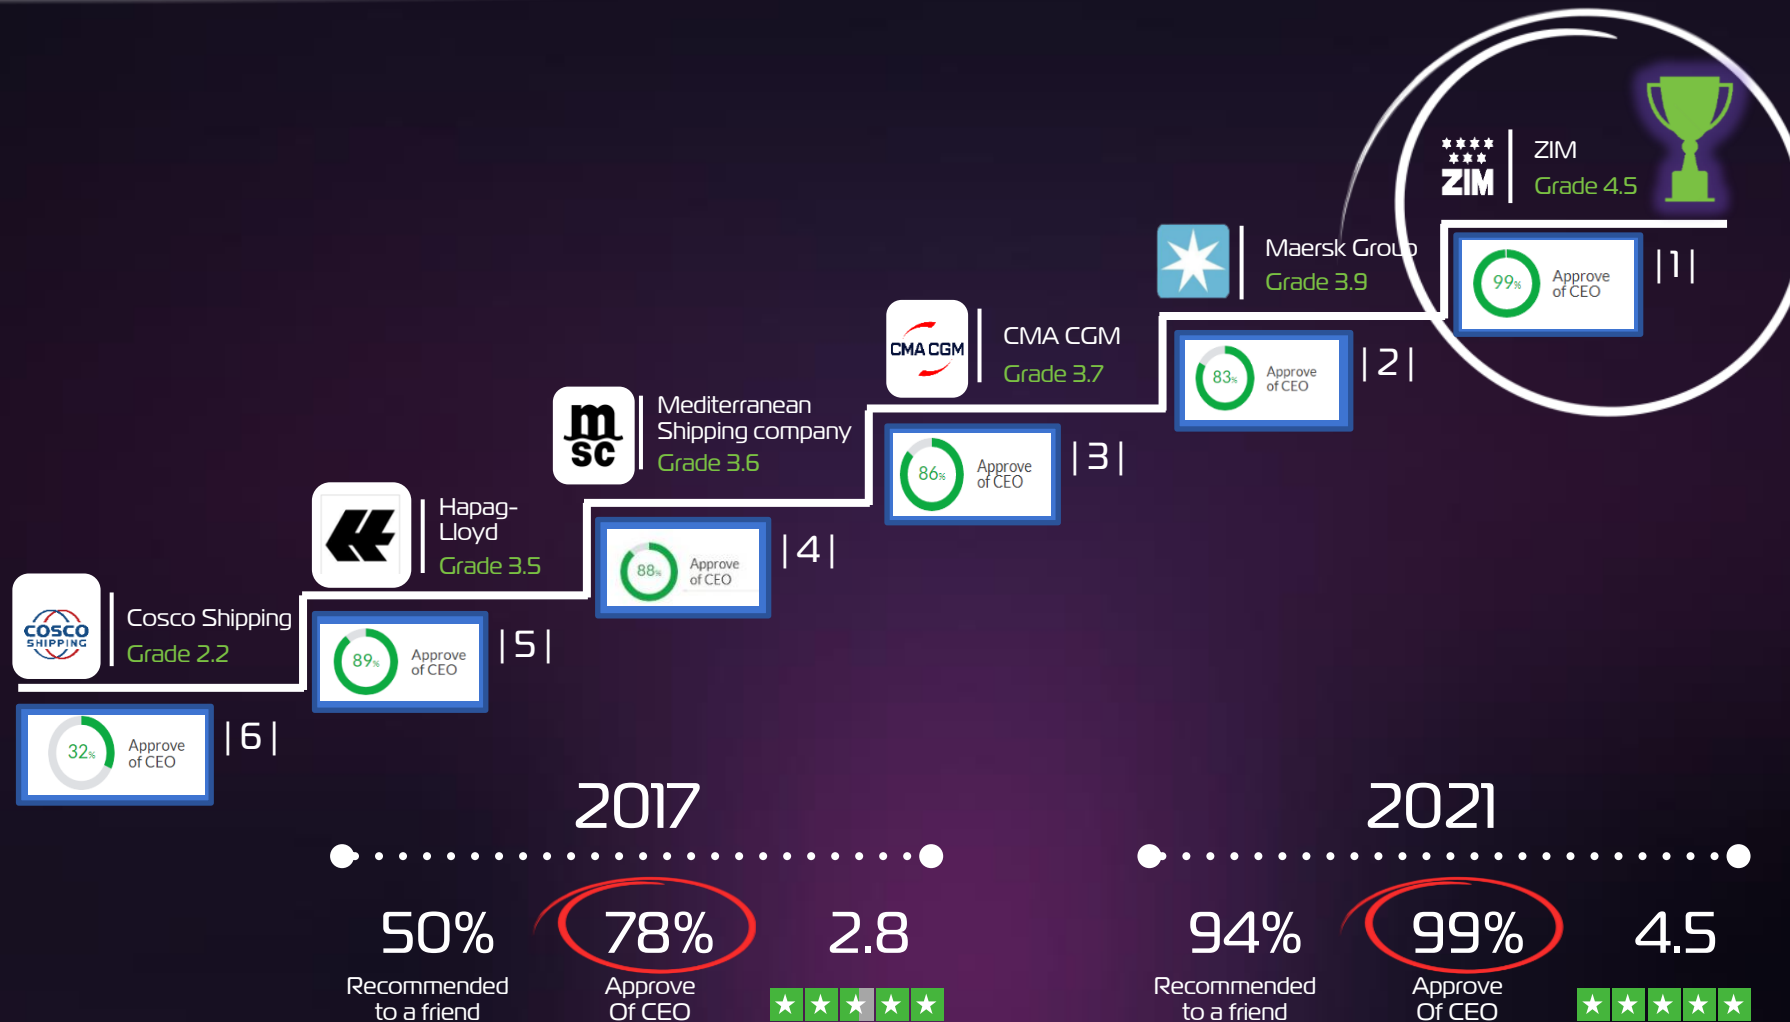 ZIM
ZIM
Grade 4.5
99%
Approve
of CEO
|1|
Maersk Group
Grade 3.9
83%
Approve
of CEO
|2|
CMA CGM
CMA CGM
Grade 3.7
86%
Approve
of CEO
|3|
msc
Mediterranean
Shipping company
Grade 3.6
88%
Approve
of CEO
|4|
Hapag-
Lloyd
Grade 3.5
89%
Approve
of CEO
|5|
COSCO
SHIPPING
Cosco Shipping
Grade 2.2
32%
Approve
of CEO
|6|
2017
50%
Recommended
to a friend
78%
Approve
Of CEO
2.8
2021
94%
Recommended
to a friend
99%
Approve
Of CEO
4.5